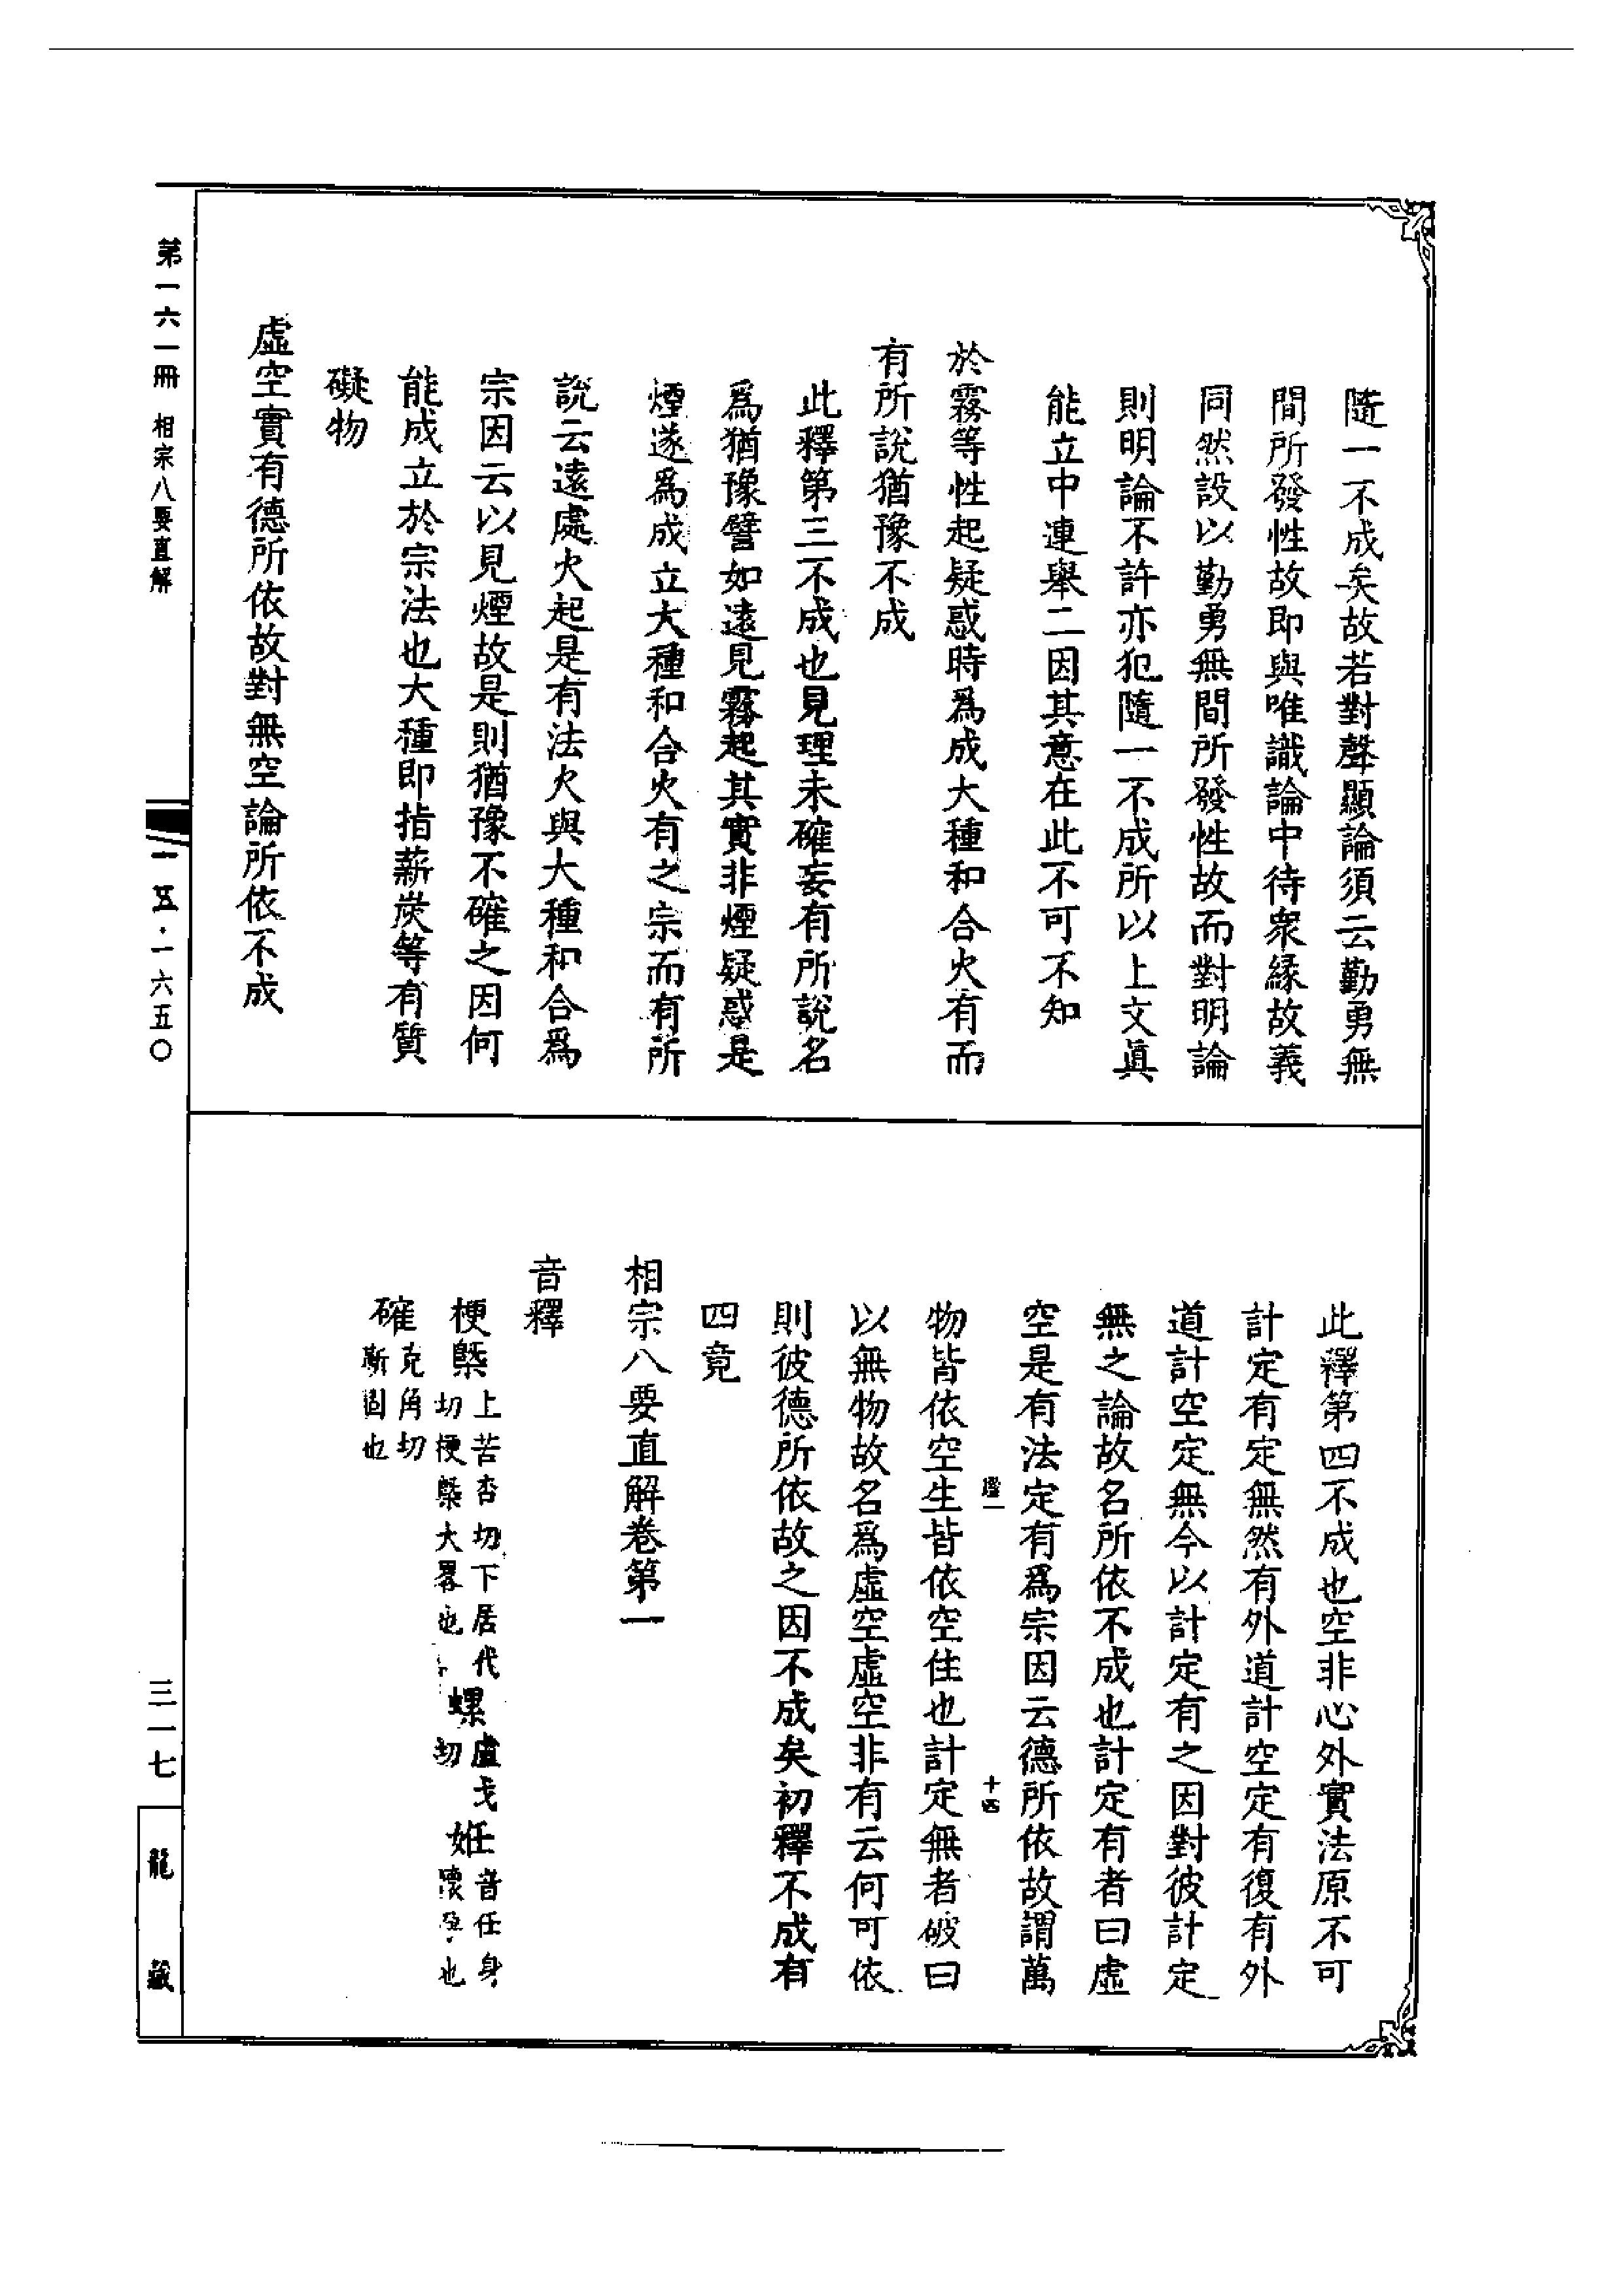 隨一不成矣故若對聲顯論須云勤勇無
間所發性故即與唯識論中待衆緣故義
同然設以勤勇無間所發性故而對明論
則明論不許亦犯隨一不成所以上文眞
能立中連舉二因其意在此不可不知
於霧等性起疑惑時爲成大種和合火有而
有所說猶豫不成
此釋第三不成也見理未確妄有所說名
爲猶豫譬如遠見霧起其實非煙疑惑是
煙遂爲成立大種和合火有之宗而有所
說云遠處火起是有法火與大種和合爲
宗因云以見煙故是則猶豫不確之因何
能成立於宗法也大種即指薪炭等有質
礙物
虛空實有德所依故對無空論所依不成
此釋第四不成也空非心外實法原不可
計定有定無然有外道計空定有復有外
道計空定無今以計定有之因對彼計定
無之論故名所依不成也計定有者曰虛
空是有法定有爲宗因云德所依故謂萬
物皆依空生皆依空住也計定無者破曰
以無物故名爲虛空虛空非有云何可依
則彼德所依故之因不成矣初釋不成有
四竟
相宗八要直解卷第一
音釋
梗槩上苦杏切下居代切梗槩大畧也 螺盧戈切 妊音任身懷孕也
確克角切靳固也
第一六一冊 相宗八要直解
一五·一六五〇
三一七
龍藏
十四